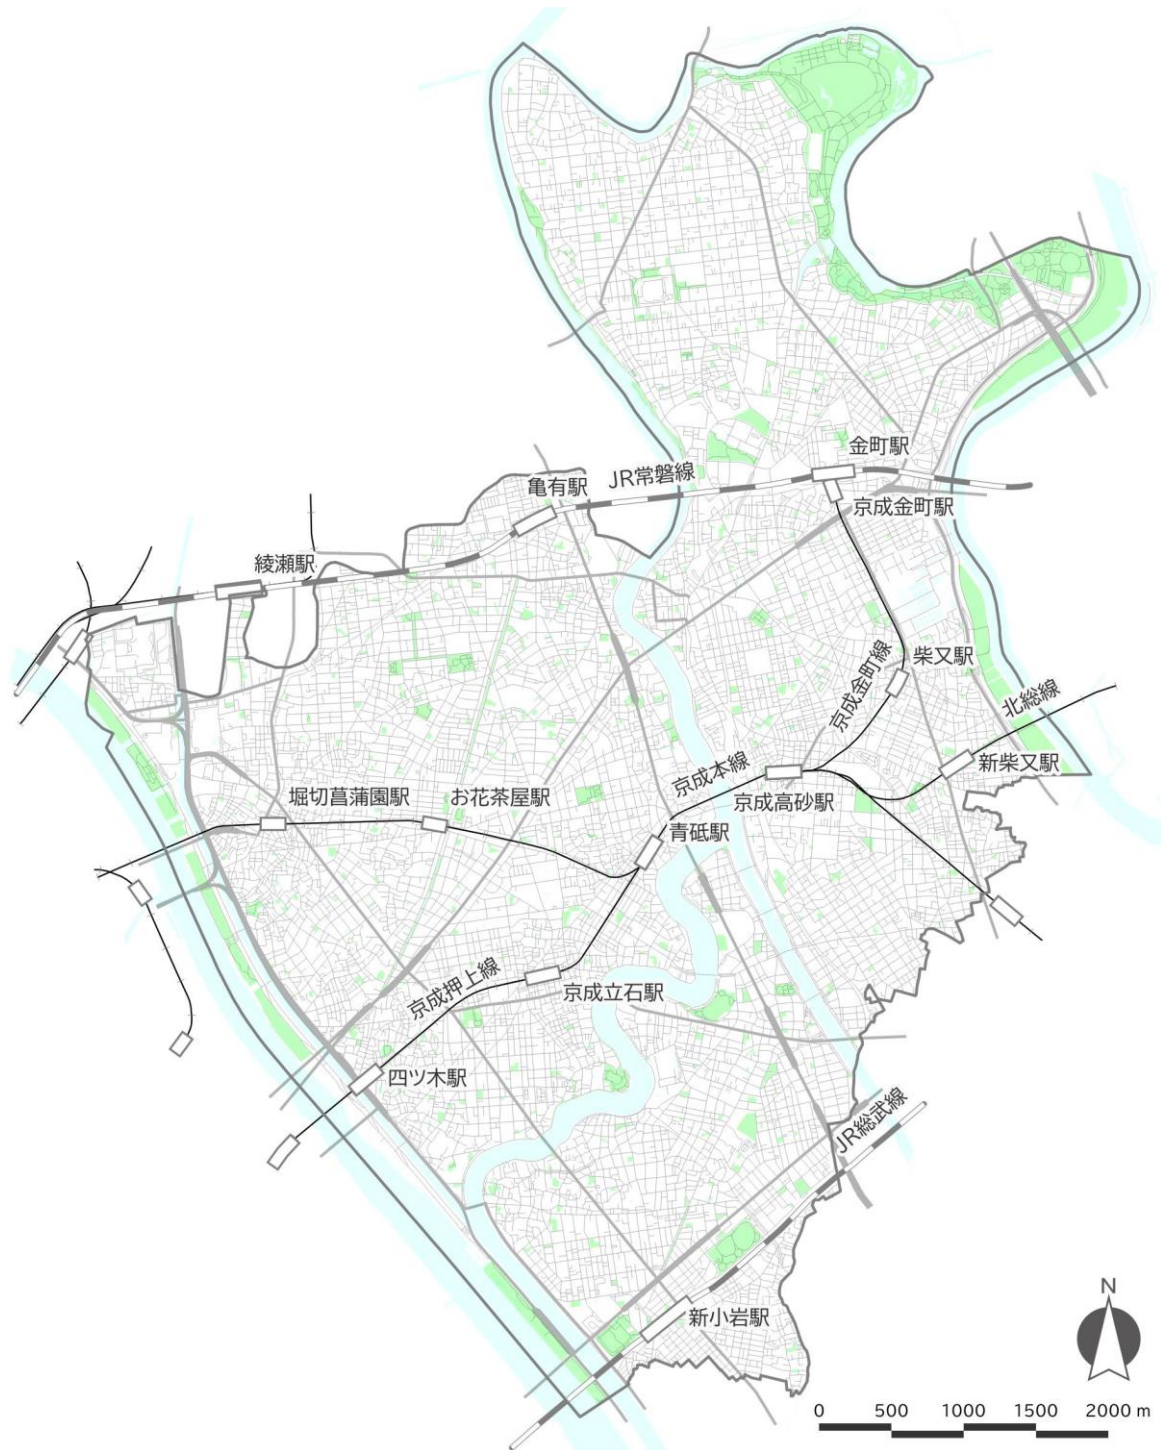 金町駅
JR常磐線
亀有駅
京成金町駅
綾瀬駅
柴又駅
京成金町線
北総線
新柴又駅
京成本線
京成高砂駅
堀切菖蒲園駅
お花茶屋駅
青砥駅
京成押上線
京成立石駅
四ツ木駅
JR総武線
新小岩駅
N
0 500 1000 1500 2000 m